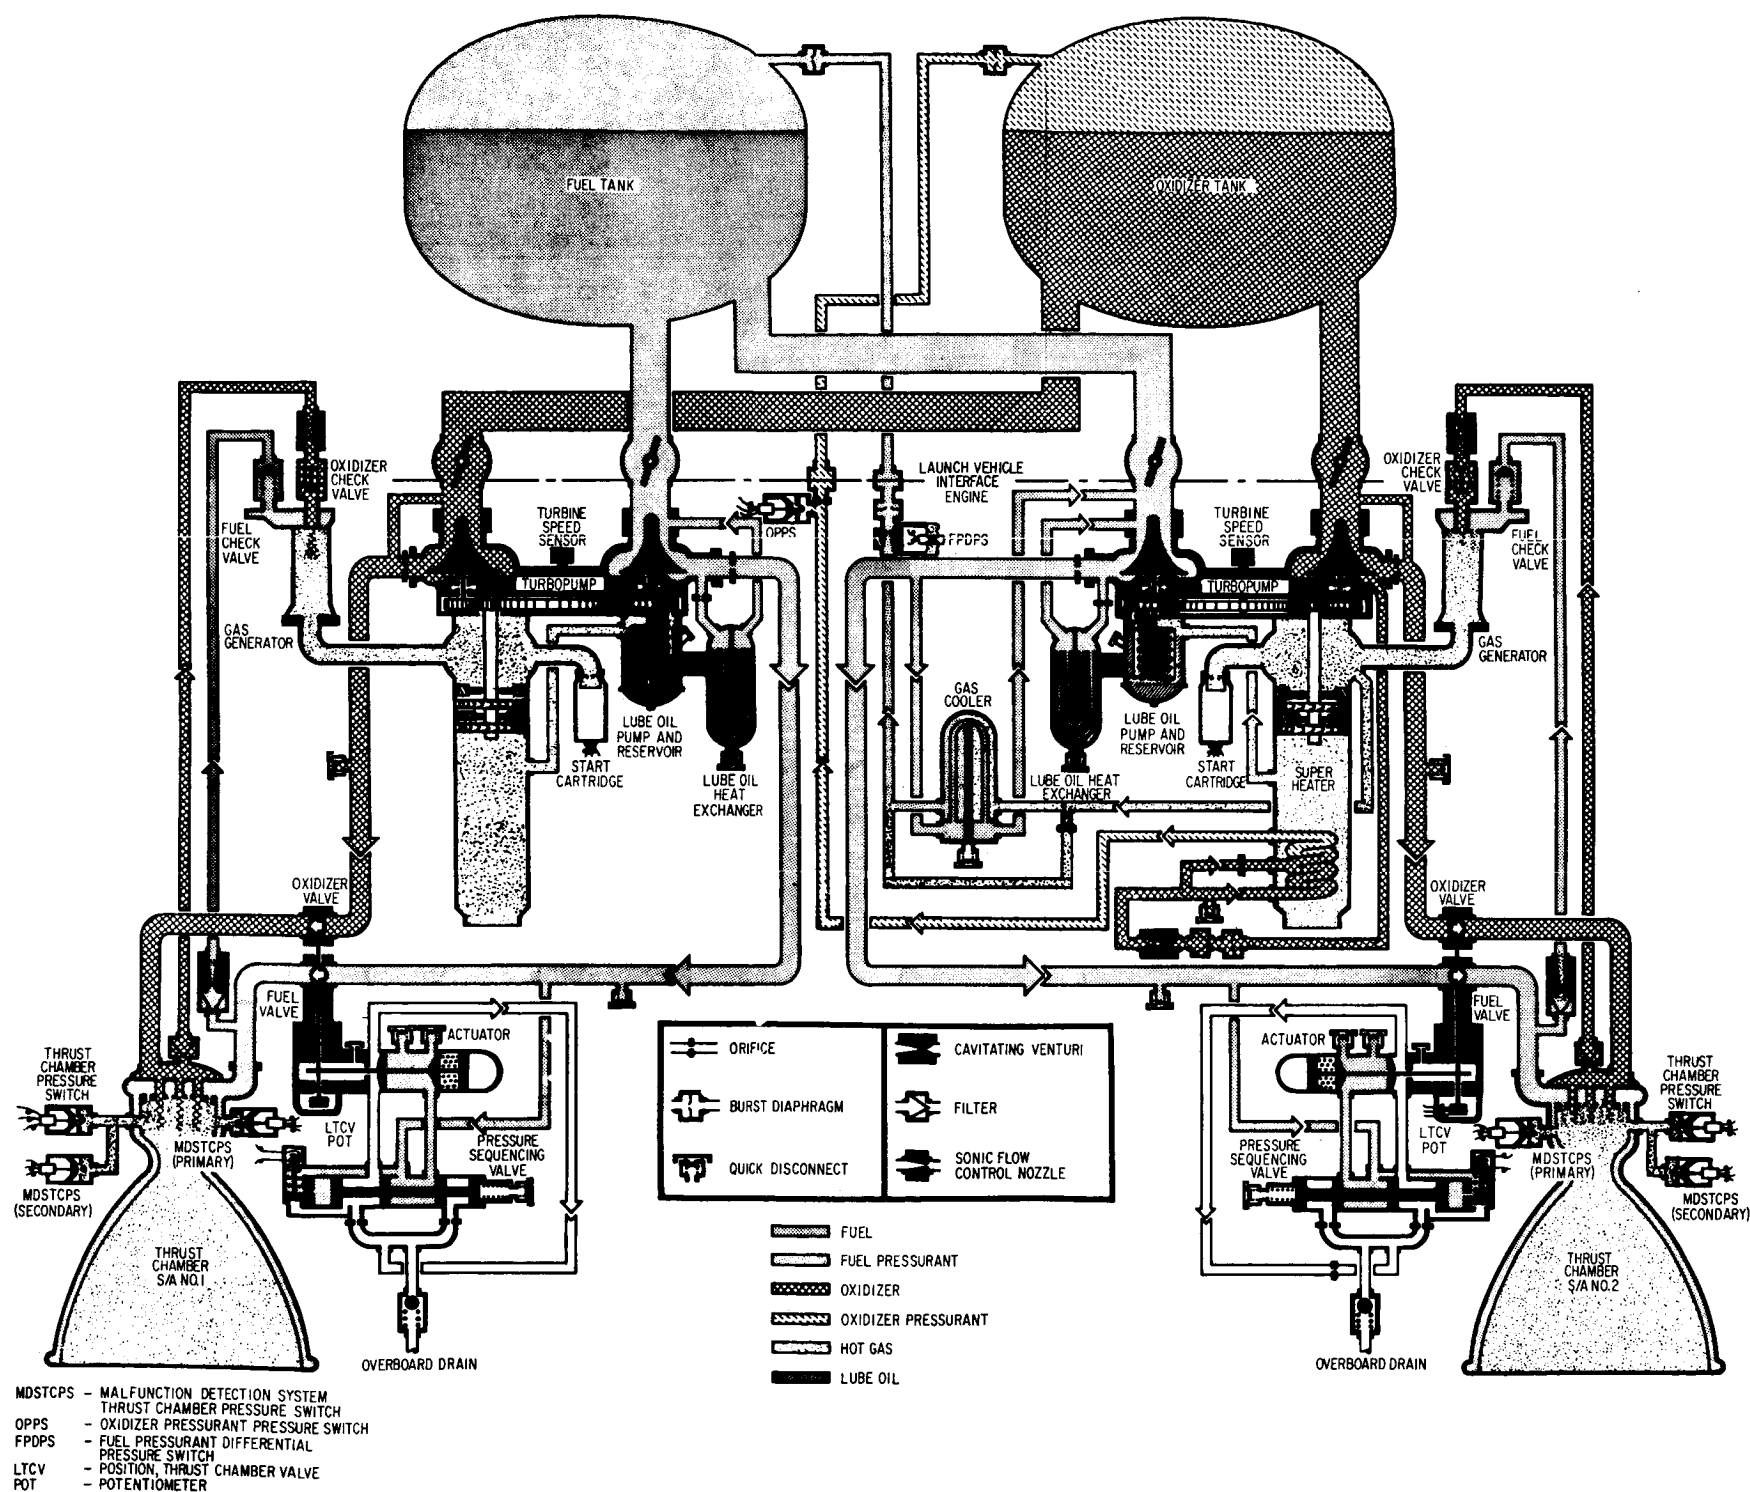 FUEL TANK
OXIDIZER TANK
OXIDIZER
CHECK
VALVE
FUEL
CHECK
VALVE
GAS
GENERATOR
TURBINE
SPEED
SENSOR
TURBOPUMP
OPPS
LAUNCH VEHICLE
INTERFACE
ENGINE
FPDPS
TURBINE
SPEED
SENSOR
TURBOPUMP
OXIDIZER
CHECK
VALVE
FUEL
CHECK
VALVE
GAS
GENERATOR
LUBE OIL
PUMP AND
RESERVOIR
START
CARTRIDGE
LUBE OIL
HEAT
EXCHANGER
GAS
COOLER
LUBE OIL HEAT
EXCHANGER
LUBE OIL
PUMP AND
RESERVOIR
START
CARTRIDGE
SUPER
HEATER
OXIDIZER
VALVE
FUEL
VALVE
ACTUATOR
THRUST
CHAMBER
PRESSURE
SWITCH
MDSTCPS
(PRIMARY)
MDSTCPS
(SECONDARY)
LTCV
POT
PRESSURE
SEQUENCING
VALVE
THRUST
CHAMBER
S/A NO.1
OVERBOARD DRAIN
OXIDIZER
VALVE
FUEL
VALVE
ACTUATOR
THRUST
CHAMBER
PRESSURE
SWITCH
LTCV
POT
PRESSURE
SEQUENCING
VALVE
MDSTCPS
(PRIMARY)
MDSTCPS
(SECONDARY)
THRUST
CHAMBER
S/A NO.2
OVERBOARD DRAIN
ORIFICE
BURST DIAPHRAGM
QUICK DISCONNECT
CAVITATING VENTURI
FILTER
SONIC FLOW
CONTROL NOZZLE
FUEL
FUEL PRESSURANT
OXIDIZER
OXIDIZER PRESSURANT
HOT GAS
LUBE OIL
MDSTCPS - MALFUNCTION DETECTION SYSTEM
THRUST CHAMBER PRESSURE SWITCH
OPPS - OXIDIZER PRESSURANT PRESSURE SWITCH
FPDPS - FUEL PRESSURANT DIFFERENTIAL
PRESSURE SWITCH
LTCV - POSITION, THRUST CHAMBER VALVE
POT - POTENTIOMETER